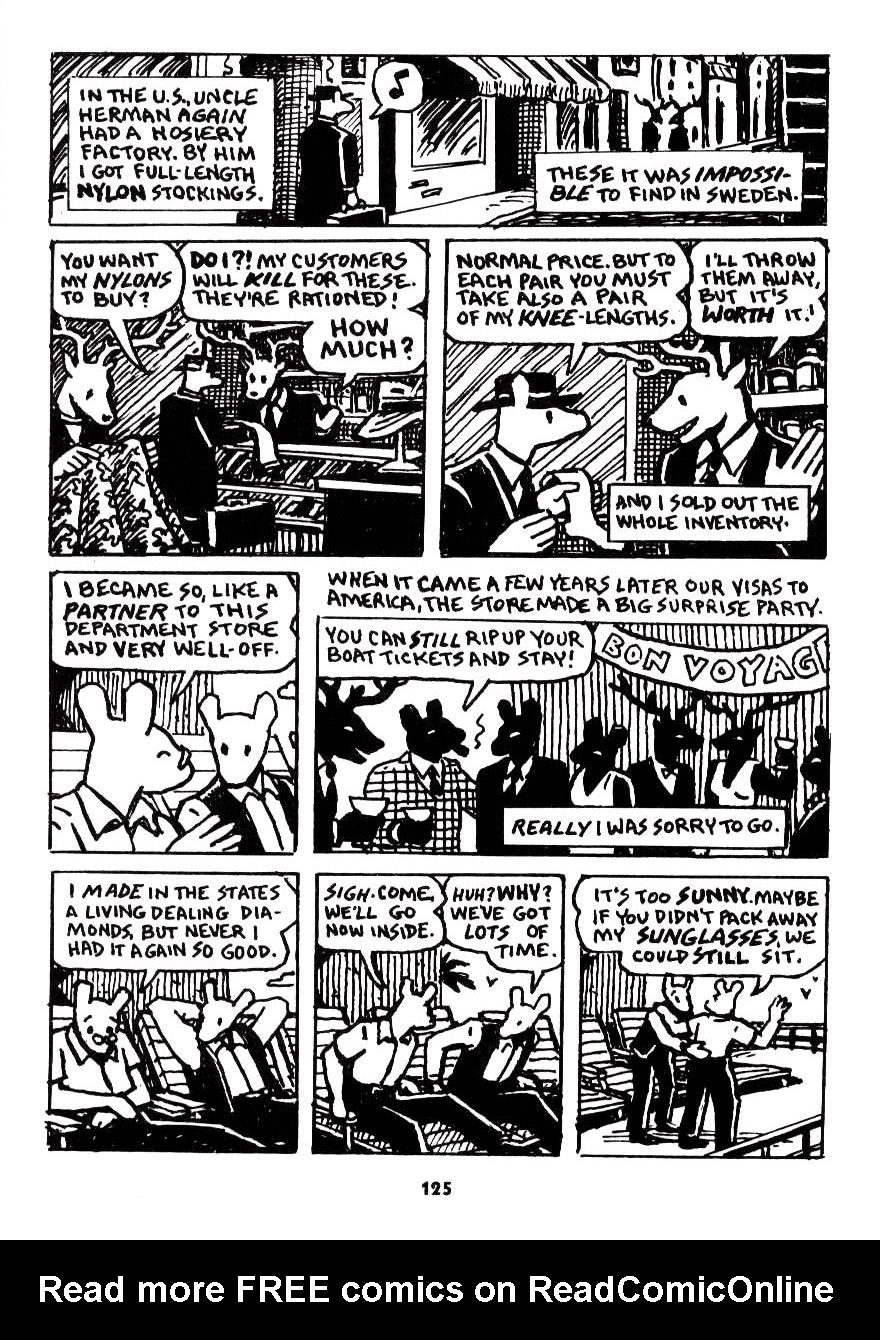 IN THE U.S., UNCLE
HERMAN AGAIN
HAD A HOSIERY
FACTORY. BY HIM
I GOT FULL-LENGTH
NYLON STOCKINGS.
THESE IT WAS IMPOSSI-
BLE TO FIND IN SWEDEN.
YOU WANT
MY NYLONS
TO BUY?
DO I?! MY CUSTOMERS
WILL KILL FOR THESE.
THEY'RE RATIONED!
HOW
MUCH?
NORMAL PRICE. BUT TO
EACH PAIR YOU MUST
TAKE ALSO A PAIR
OF MY KNEE-LENGTHS.
I'LL THROW
THEM AWAY,
BUT IT'S
WORTH IT!
AND I SOLD OUT THE
WHOLE INVENTORY.
I BECAME SO, LIKE A
PARTNER TO THIS
DEPARTMENT STORE
AND VERY WELL-OFF.
WHEN IT CAME A FEW YEARS LATER OUR VISAS TO
AMERICA, THE STORE MADE A BIG SURPRISE PARTY.
YOU CAN STILL RIP UP YOUR
BOAT TICKETS AND STAY!
BON VOYAG
REALLY I WAS SORRY TO GO.
I MADE IN THE STATES
A LIVING DEALING DIA-
MONDS, BUT NEVER I
HAD IT AGAIN SO GOOD.
SIGH. COME,
WE'LL GO
NOW INSIDE.
HUH? WHY?
WE'VE GOT
LOTS OF
TIME.
IT'S TOO SUNNY. MAYBE
IF YOU DIDN'T PACK AWAY
MY SUNGLASSES, WE
COULD STILL SIT.
125
Read more FREE comics on ReadComicOnline